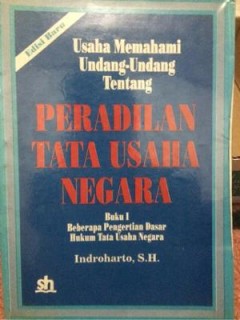 Edisi Baru
Usaha Memahami
Undang-Undang
Tentang
PERADILAN
TATA USAHA
NEGARA
Buku I
Beberapa Pengertian Dasar
Hukum Tata Usaha Negara
Indroharto, S.H.
sh